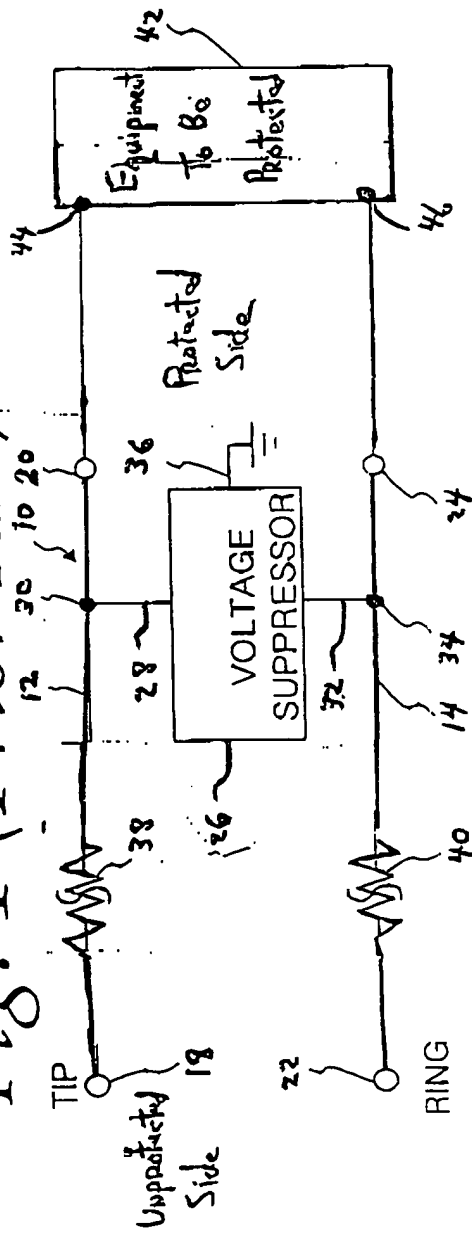 TIP
18
Unprotected
Side
38
12
30
10
20
44
28
26
VOLTAGE
SUPPRESSOR
36
Protected
Side
Equipment
To Be
Protected
42
32
22
RING
40
14
34
24
46